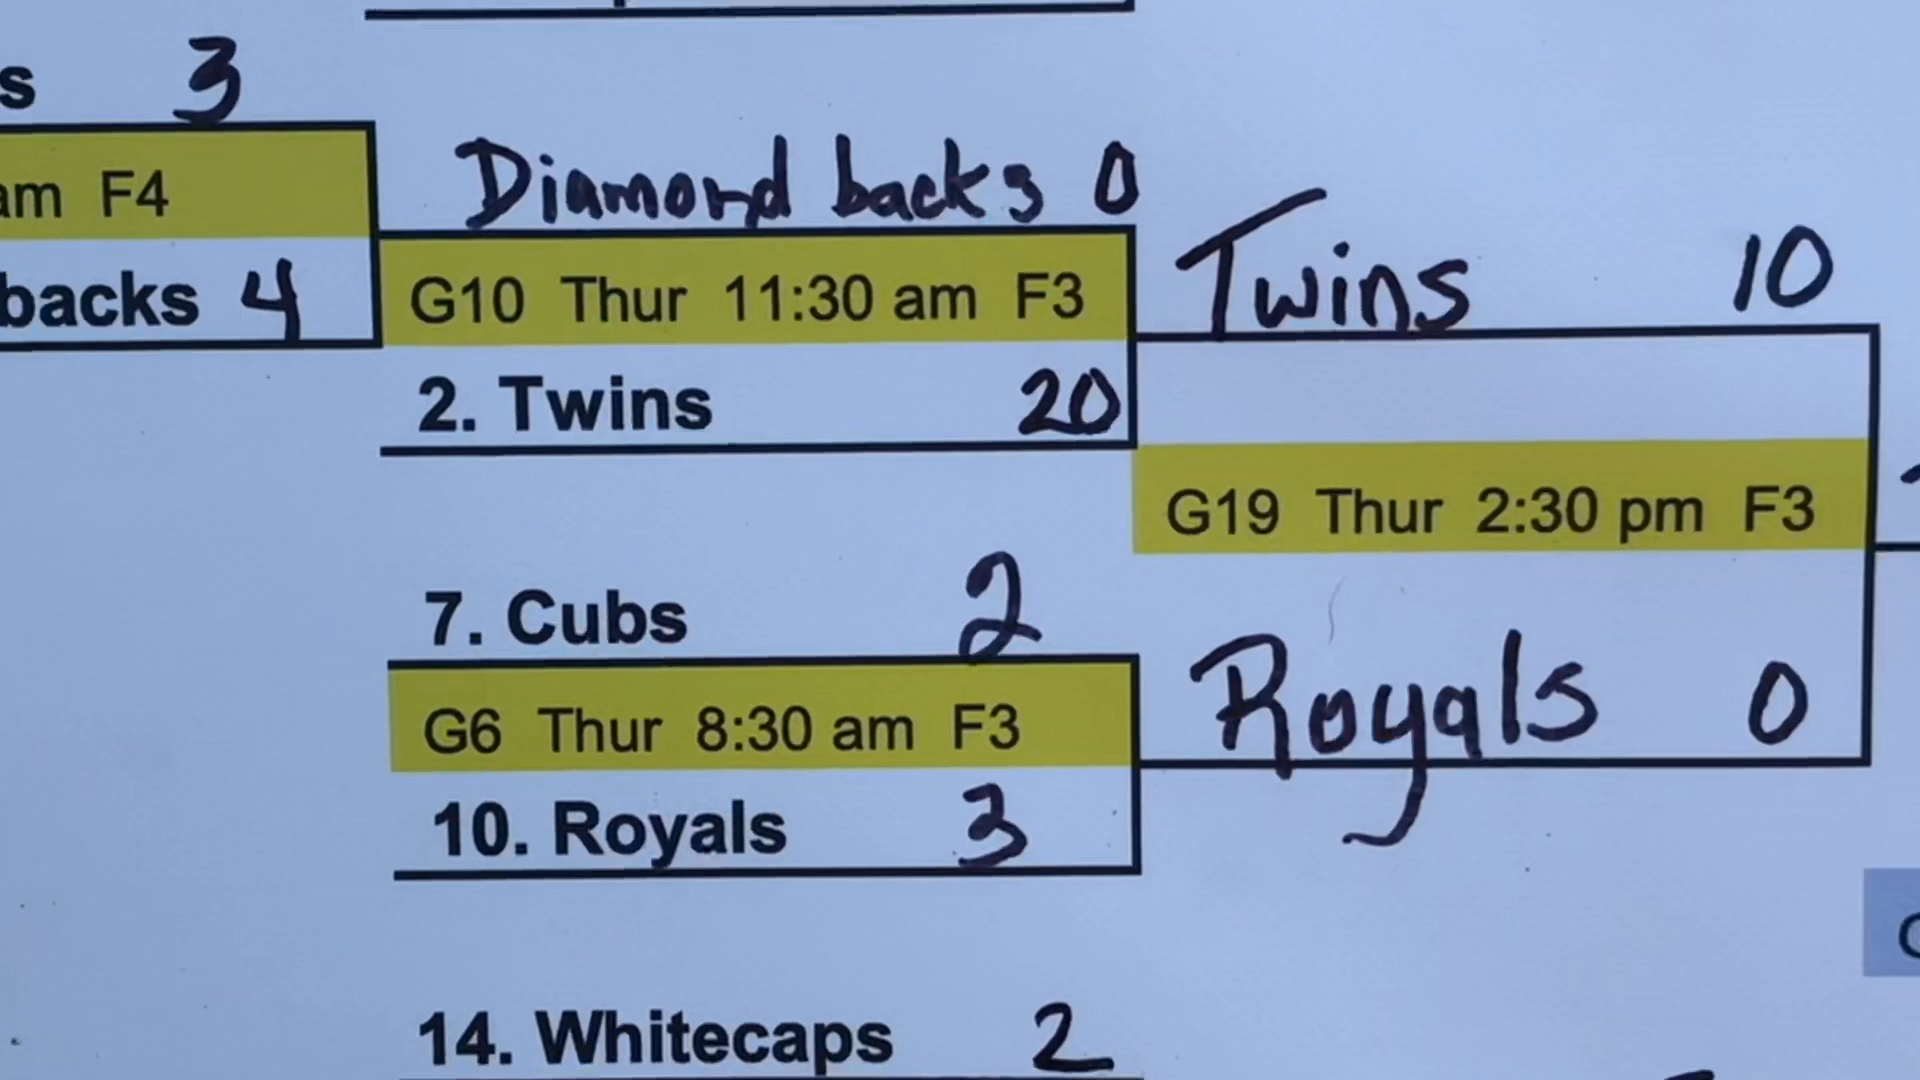 s 3
am F4
backs 4
Diamond backs 0
G10 Thur 11:30 am F3
2. Twins 20
Twins 10
G19 Thur 2:30 pm F3
7. Cubs 2
G6 Thur 8:30 am F3
10. Royals 3
Royals 0
14. Whitecaps 2